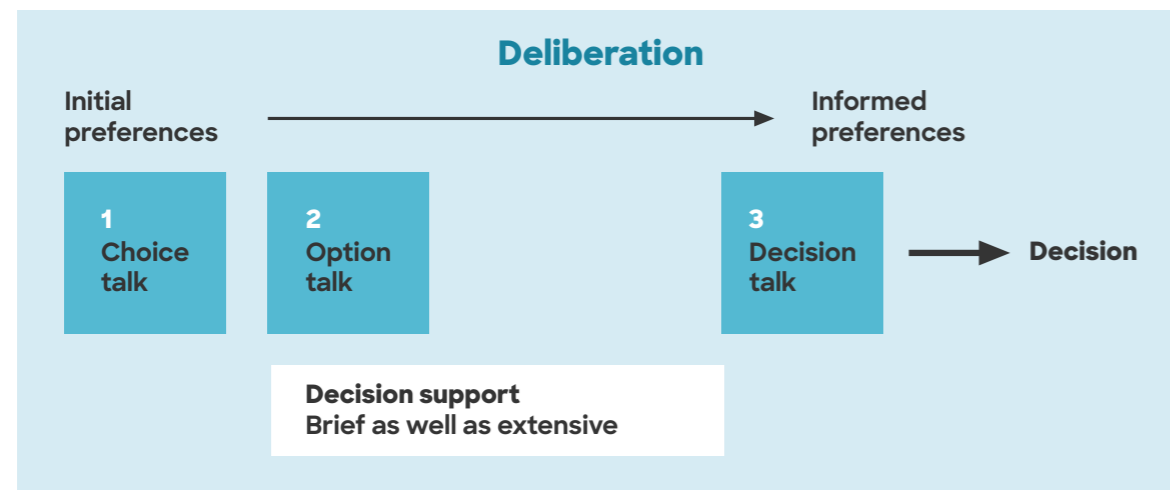 Deliberation
Initial
preferences
Informed
preferences
1
Choice
talk
2
Option
talk
3
Decision
talk
Decision
Decision support
Brief as well as extensive